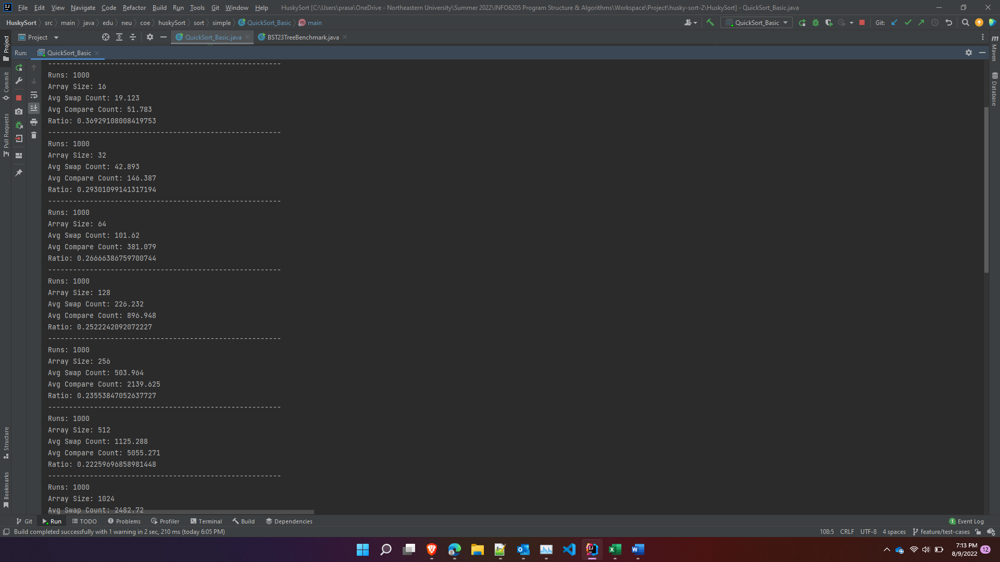 File Edit View Navigate Code Refactor Build Run Tools Git Window Help HuskySort [C:\Users\prasa\OneDrive - Northeastern University\Summer 2022\INFO6205 Program Structure & Algorithms\Workspace\Project\husky-sort-2\HuskySort] - QuickSort_Basic.java
HuskySort src main java edu neu coe huskySort sort simple QuickSort_Basic main QuickSort_Basic Git:
Project QuickSort_Basic.java BST23TreeBenchmark.java
Run: QuickSort_Basic
-------------------------------------------------------- 
Runs: 1000
Array Size: 16
Avg Swap Count: 19.123
Avg Compare Count: 51.783
Ratio: 0.36929108008419753
--------------------------------------------------------
Runs: 1000
Array Size: 32
Avg Swap Count: 42.893
Avg Compare Count: 146.387
Ratio: 0.29301099141317194
--------------------------------------------------------
Runs: 1000
Array Size: 64
Avg Swap Count: 101.62
Avg Compare Count: 381.079
Ratio: 0.26666386759700744
--------------------------------------------------------
Runs: 1000
Array Size: 128
Avg Swap Count: 226.232
Avg Compare Count: 896.948
Ratio: 0.2522242092072227
--------------------------------------------------------
Runs: 1000
Array Size: 256
Avg Swap Count: 503.964
Avg Compare Count: 2139.625
Ratio: 0.23553847052637727
--------------------------------------------------------
Runs: 1000
Array Size: 512
Avg Swap Count: 1125.288
Avg Compare Count: 5055.271
Ratio: 0.22259696858981448
--------------------------------------------------------
Runs: 1000
Array Size: 1024
Avg Swap Count: 2482.72
Project
Commit
Pull Requests
Structure
Bookmarks
Maven
Database
Git Run TODO Problems Profiler Terminal Build Dependencies 1 Event Log
Build completed successfully with 1 warning in 2 sec, 210 ms (today 6:05 PM) 108:5 CRLF UTF-8 4 spaces feature/test-cases
7:13 PM
8/9/2022
12